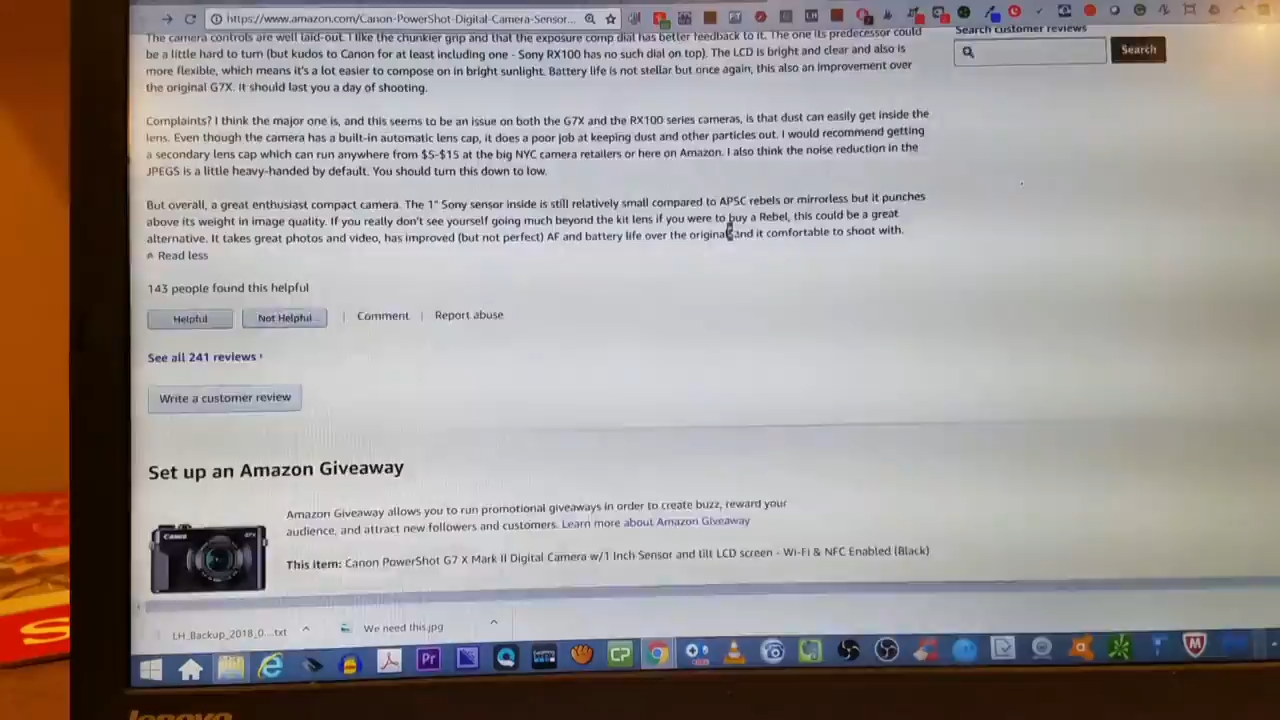 https://www.amazon.com/Canon-PowerShot-Digital-Camera-Sensor...
The camera controls are well laid-out. I like the chunkier grip and that the exposure comp dial has better feedback to it. The one its predecessor could
be a little hard to turn (but kudos to Canon for at least including one - Sony RX100 has no such dial on top). The LCD is bright and clear and also is
more flexible, which means it's a lot easier to compose on in bright sunlight. Battery life is not stellar but once again, this also an improvement over
the original G7X. It should last you a day of shooting.
Search customer reviews
Search
Complaints? I think the major one is, and this seems to be an issue on both the G7X and the RX100 series cameras, is that dust can easily get inside the
lens. Even though the camera has a built-in automatic lens cap, it does a poor job at keeping dust and other particles out. I would recommend getting
a secondary lens cap which can run anywhere from $5-$15 at the big NYC camera retailers or here on Amazon. I also think the noise reduction in the
JPEGS is a little heavy-handed by default. You should turn this down to low.
But overall, a great enthusiast compact camera. The 1" Sony sensor inside is still relatively small compared to APSC rebels or mirrorless but it punches
above its weight in image quality. If you really don't see yourself going much beyond the kit lens if you were to buy a Rebel, this could be a great
alternative. It takes great photos and video, has improved (but not perfect) AF and battery life over the original and it comfortable to shoot with.
Read less
143 people found this helpful
Helpful
Not Helpful
Comment
Report abuse
See all 241 reviews
Write a customer review
Set up an Amazon Giveaway
Amazon Giveaway allows you to run promotional giveaways in order to create buzz, reward your
audience, and attract new followers and customers. Learn more about Amazon Giveaway
Canon
This item: Canon PowerShot G7 X Mark II Digital Camera w/1 Inch Sensor and tilt LCD screen - Wi-Fi & NFC Enabled (Black)
LH_Backup_2018_0....txt
We need this.jpg
Pr
CP
lenovo